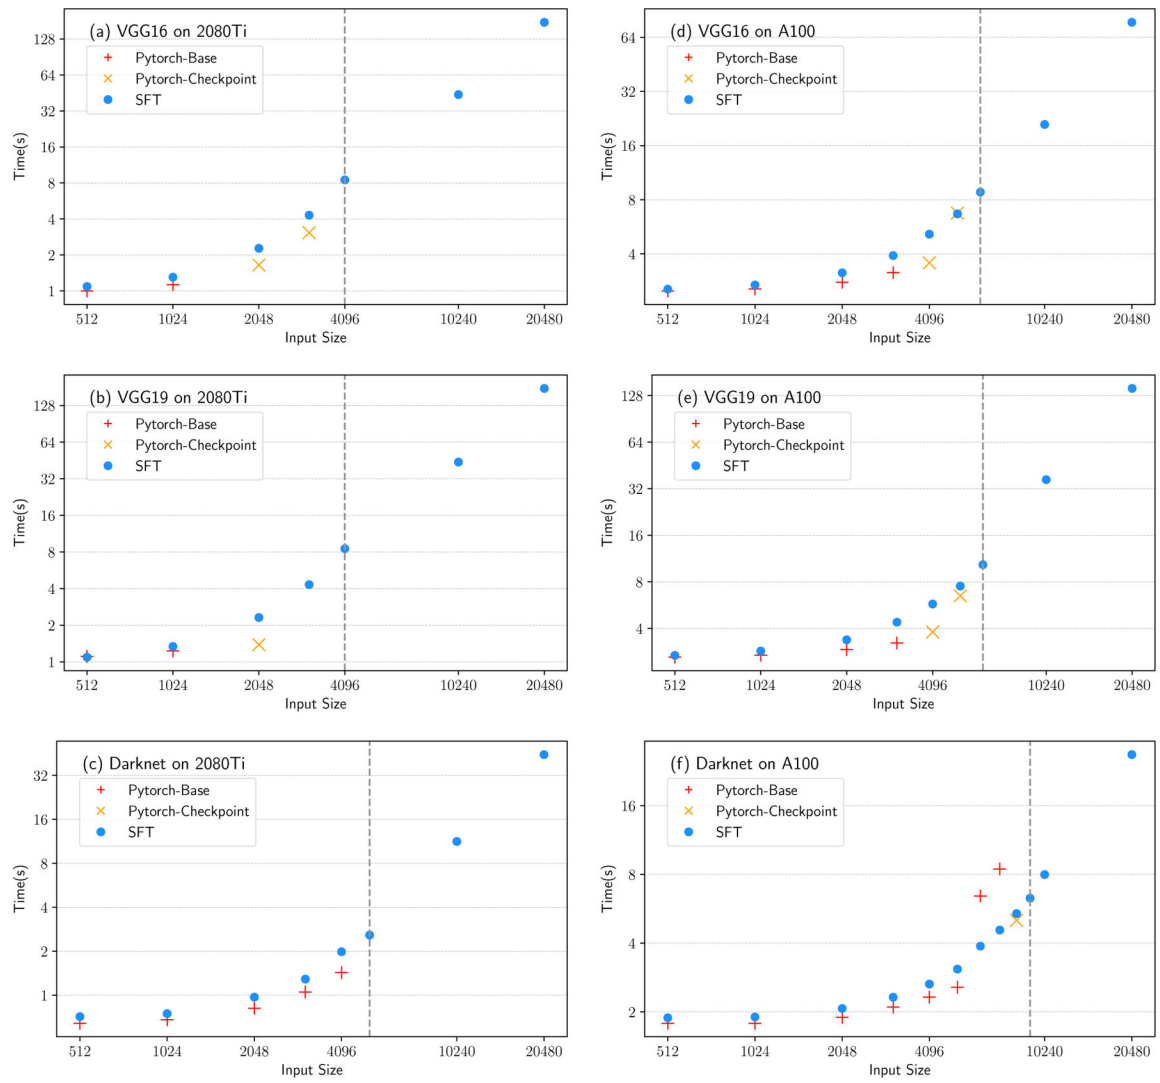 (a) VGG16 on 2080Ti
Pytorch-Base
Pytorch-Checkpoint
SFT
Time(s)
128
64
32
16
8
4
2
1
512 1024 2048 4096 10240 20480
Input Size
(d) VGG16 on A100
Pytorch-Base
Pytorch-Checkpoint
SFT
Time(s)
64
32
16
8
4
512 1024 2048 4096 10240 20480
Input Size
(b) VGG19 on 2080Ti
Pytorch-Base
Pytorch-Checkpoint
SFT
Time(s)
128
64
32
16
8
4
2
1
512 1024 2048 4096 10240 20480
Input Size
(e) VGG19 on A100
Pytorch-Base
Pytorch-Checkpoint
SFT
Time(s)
128
64
32
16
8
4
512 1024 2048 4096 10240 20480
Input Size
(c) Darknet on 2080Ti
Pytorch-Base
Pytorch-Checkpoint
SFT
Time(s)
32
16
8
4
2
1
512 1024 2048 4096 10240 20480
Input Size
(f) Darknet on A100
Pytorch-Base
Pytorch-Checkpoint
SFT
Time(s)
16
8
4
2
512 1024 2048 4096 10240 20480
Input Size